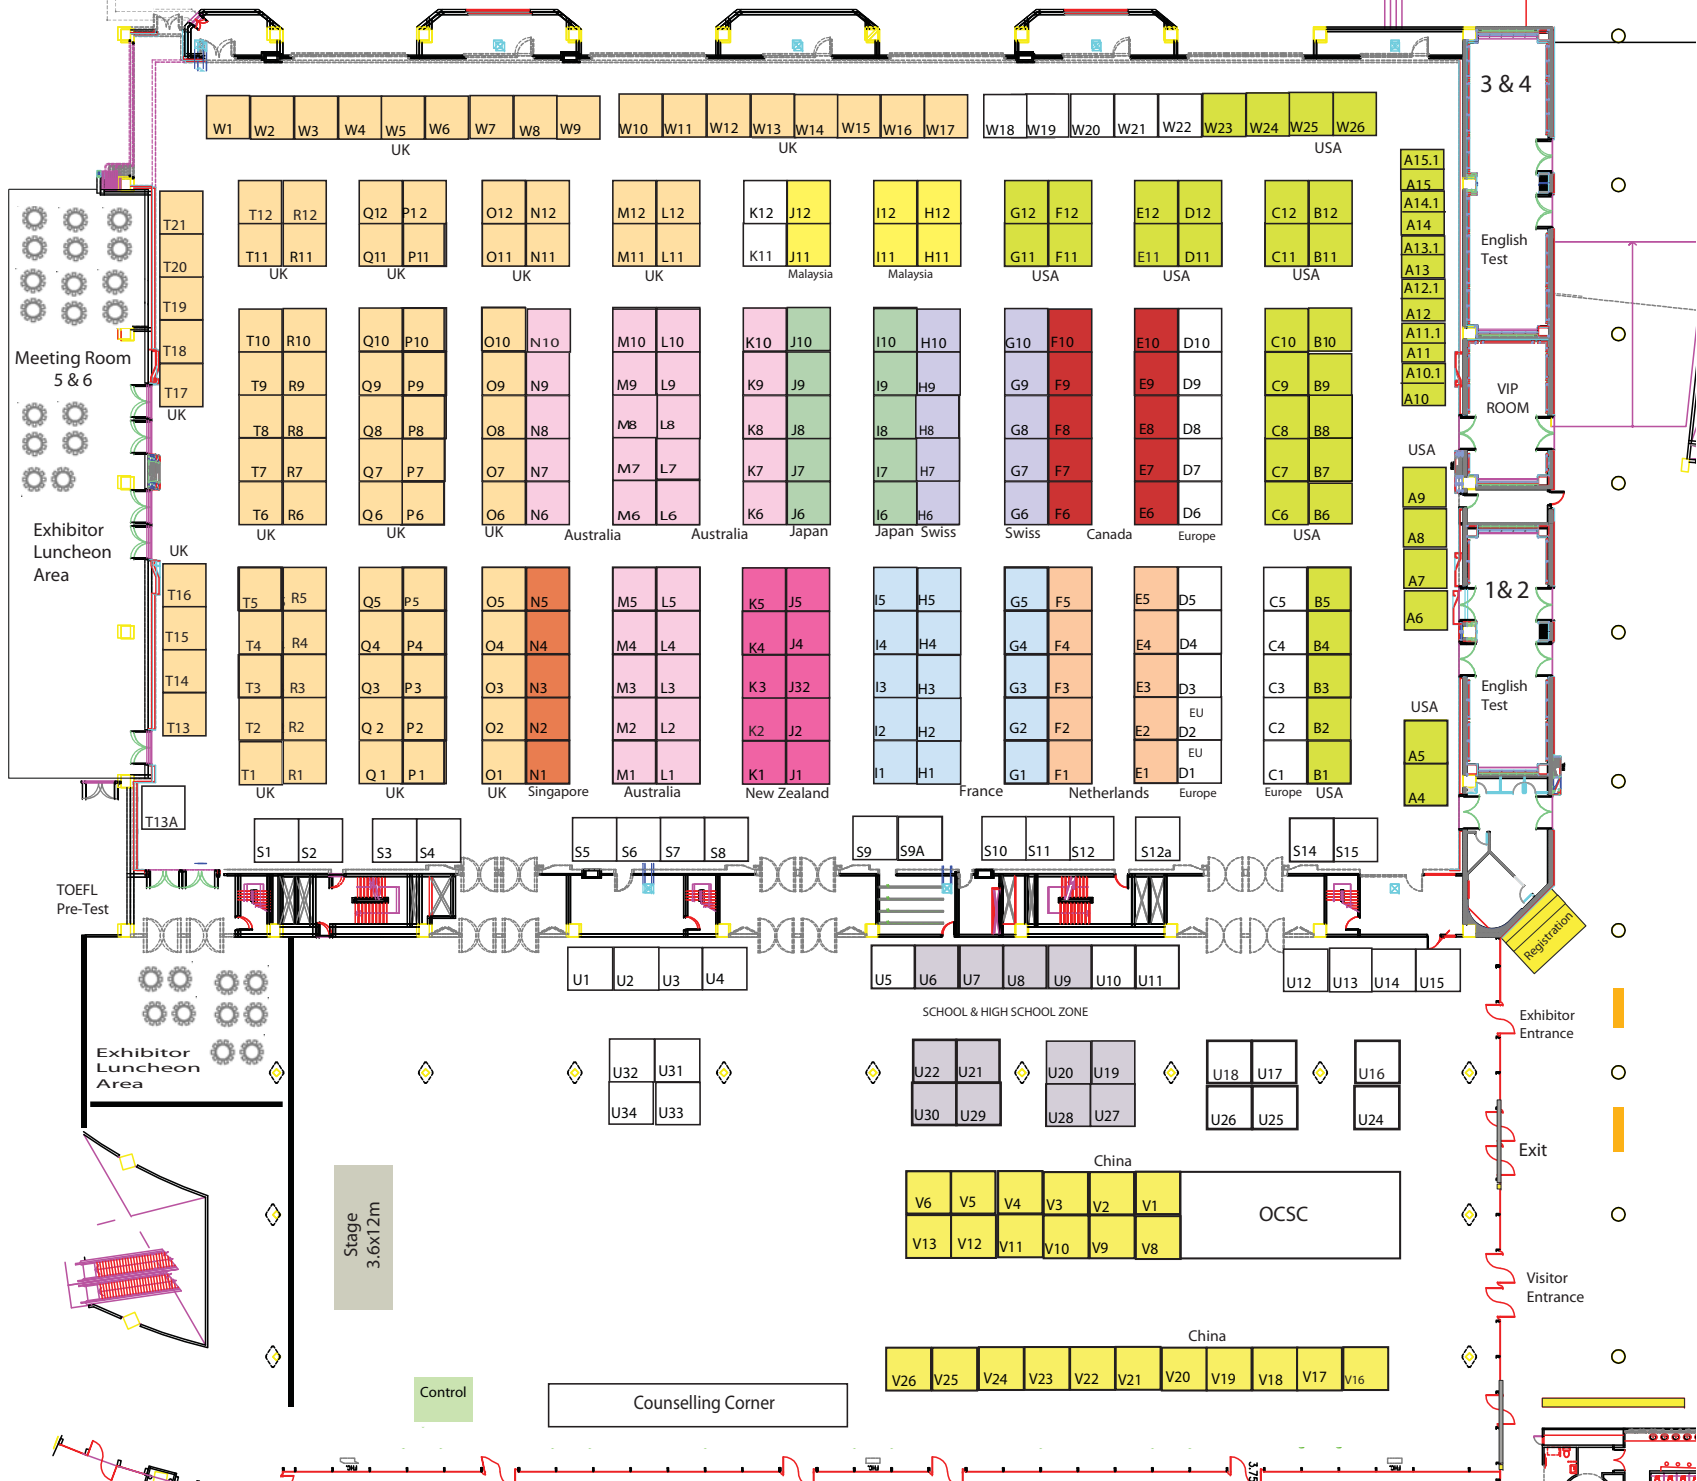 3 & 4
W1 W2 W3 W4 W5 W6 W7 W8 W9 W10 W11 W12 W13 W14 W15 W16 W17 W18 W19 W20 W21 W22 W23 W24 W25 W26
UK UK USA
A15.1
A15
A14.1
A14
A13.1
A13
A12.1
A12
A11.1
A11
A10.1
A10
T21
T20
T19
T18
T17
UK
T12 R12 Q12 P12 O12 N12 M12 L12 K12 J12 I12 H12 G12 F12 E12 D12 C12 B12
T11 R11 Q11 P11 O11 N11 M11 L11 K11 J11 I11 H11 G11 F11 E11 D11 C11 B11
UK UK UK UK Malaysia Malaysia USA USA USA
English
Test
Meeting Room
5 & 6
T10 R10 Q10 P10 O10 N10 M10 L10 K10 J10 I10 H10 G10 F10 E10 D10 C10 B10
T9 R9 Q9 P9 O9 N9 M9 L9 K9 J9 I9 H9 G9 F9 E9 D9 C9 B9
T8 R8 Q8 P8 O8 N8 M8 L8 K8 J8 I8 H8 G8 F8 E8 D8 C8 B8
T7 R7 Q7 P7 O7 N7 M7 L7 K7 J7 I7 H7 G7 F7 E7 D7 C7 B7
T6 R6 Q6 P6 O6 N6 M6 L6 K6 J6 I6 H6 G6 F6 E6 D6 C6 B6
UK UK UK Australia Australia Japan Japan Swiss Swiss Canada Europe USA
VIP
ROOM
USA
A9
A8
A7
A6
Exhibitor
Luncheon
Area
UK
T16
T15
T14
T13
T5 R5 Q5 P5 O5 N5 M5 L5 K5 J5 I5 H5 G5 F5 E5 D5 C5 B5
T4 R4 Q4 P4 O4 N4 M4 L4 K4 J4 I4 H4 G4 F4 E4 D4 C4 B4
T3 R3 Q3 P3 O3 N3 M3 L3 K3 J32 I3 H3 G3 F3 E3 D3 C3 B3
EU
T2 R2 Q 2 P2 O2 N2 M2 L2 K2 J2 I2 H2 G2 F2 E2 D2 C2 B2
EU
T1 R1 Q 1 P1 O1 N1 M1 L1 K1 J1 I1 H1 G1 F1 E1 D1 C1 B1
UK UK UK Singapore Australia New Zealand France Netherlands Europe Europe USA
1& 2
English
Test
USA
A5
A4
T13A
S1 S2 S3 S4 S5 S6 S7 S8 S9 S9A S10 S11 S12 S12a S14 S15
TOEFL
Pre-Test
Registration
U1 U2 U3 U4 U5 U6 U7 U8 U9 U10 U11 U12 U13 U14 U15
SCHOOL & HIGH SCHOOL ZONE
Exhibitor
Entrance
Exhibitor
Luncheon
Area
U32 U31 U22 U21 U20 U19 U18 U17 U16
U34 U33 U30 U29 U28 U27 U26 U25 U24
Exit
China
V6 V5 V4 V3 V2 V1
V13 V12 V11 V10 V9 V8
OCSC
Stage
3.6x12m
Visitor
Entrance
China
V26 V25 V24 V23 V22 V21 V20 V19 V18 V17 V16
Control
Counselling Corner
3.75